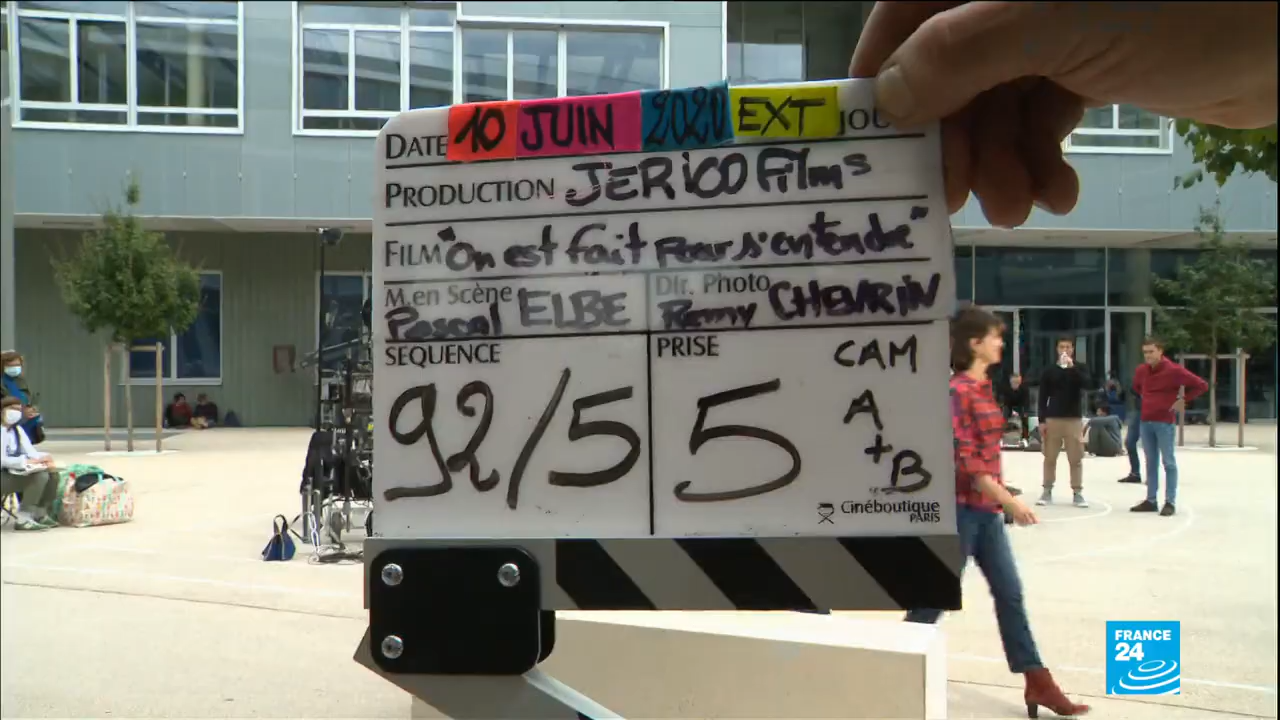 DATE 10 JUIN 2020 EXT JOU
PRODUCTION JERICO Films
FILM "On est fait pour s'entendre"
M.en Scène Dir. Photo
Pascal ELBE Remy CHEVRIN
SEQUENCE PRISE CAM
92/5 5 A
+
B
Cinéboutique
PARIS
FRANCE
24